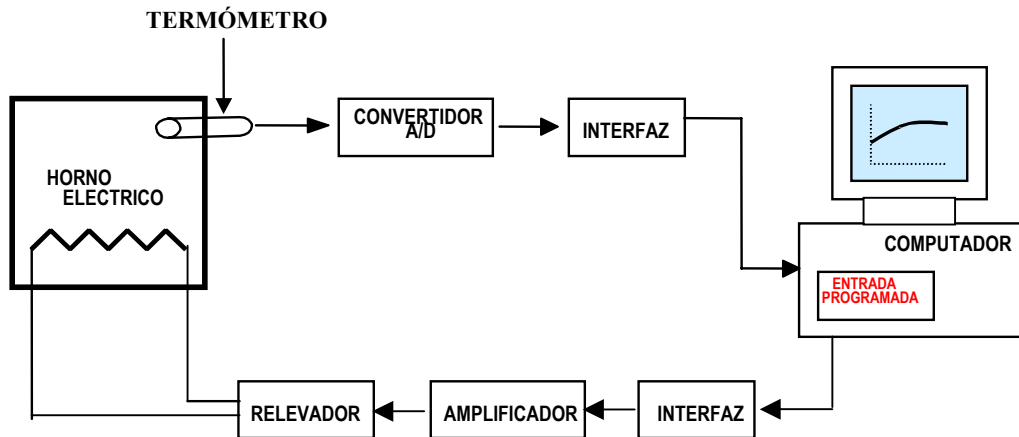 TERMÓMETRO
CONVERTIDOR
A/D
INTERFAZ
HORNO
ELECTRICO
COMPUTADOR
ENTRADA
PROGRAMADA
RELEVADOR
AMPLIFICADOR
INTERFAZ